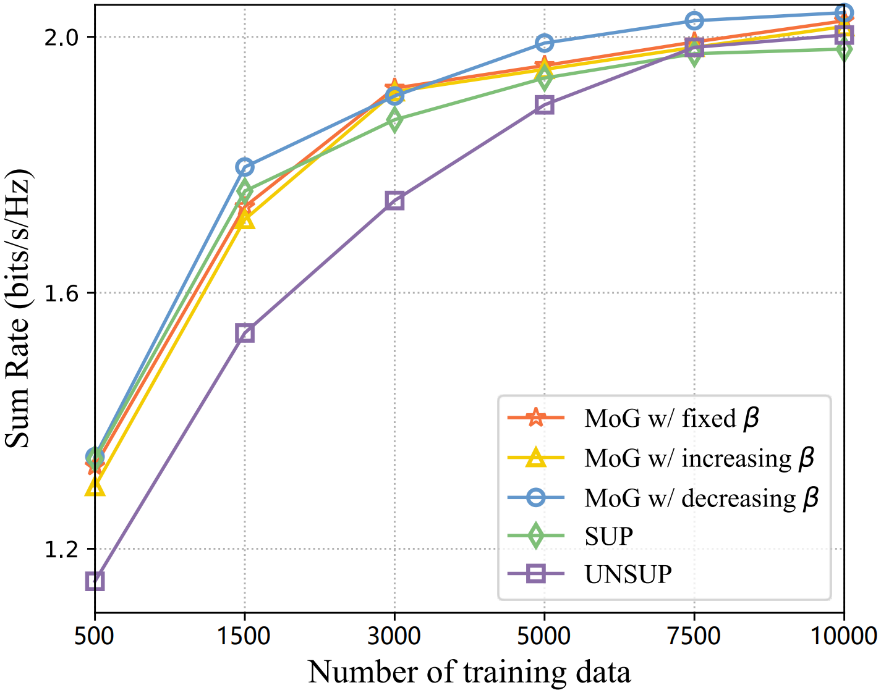 2.0
1.6
1.2
Sum Rate (bits/s/Hz)
MoG w/ fixed β
MoG w/ increasing β
MoG w/ decreasing β
SUP
UNSUP
500 1500 3000 5000 7500 10000
Number of training data